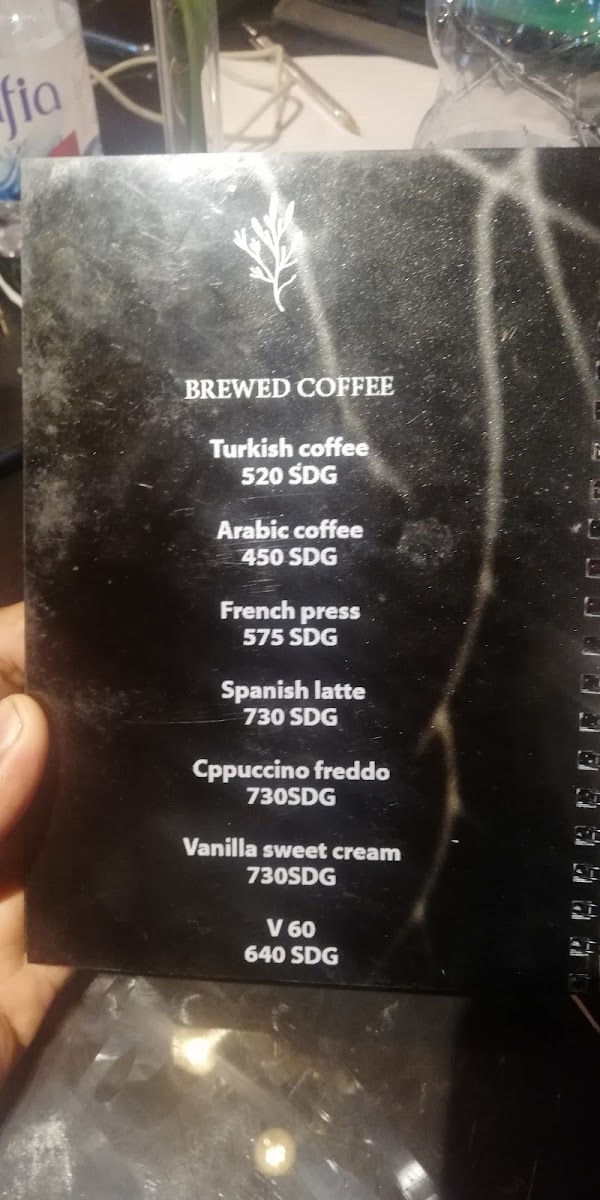 fia
BREWED COFFEE
Turkish coffee
520 SDG
Arabic coffee
450 SDG
French press
575 SDG
Spanish latte
730 SDG
Cppuccino freddo
730SDG
Vanilla sweet cream
730SDG
V 60
640 SDG